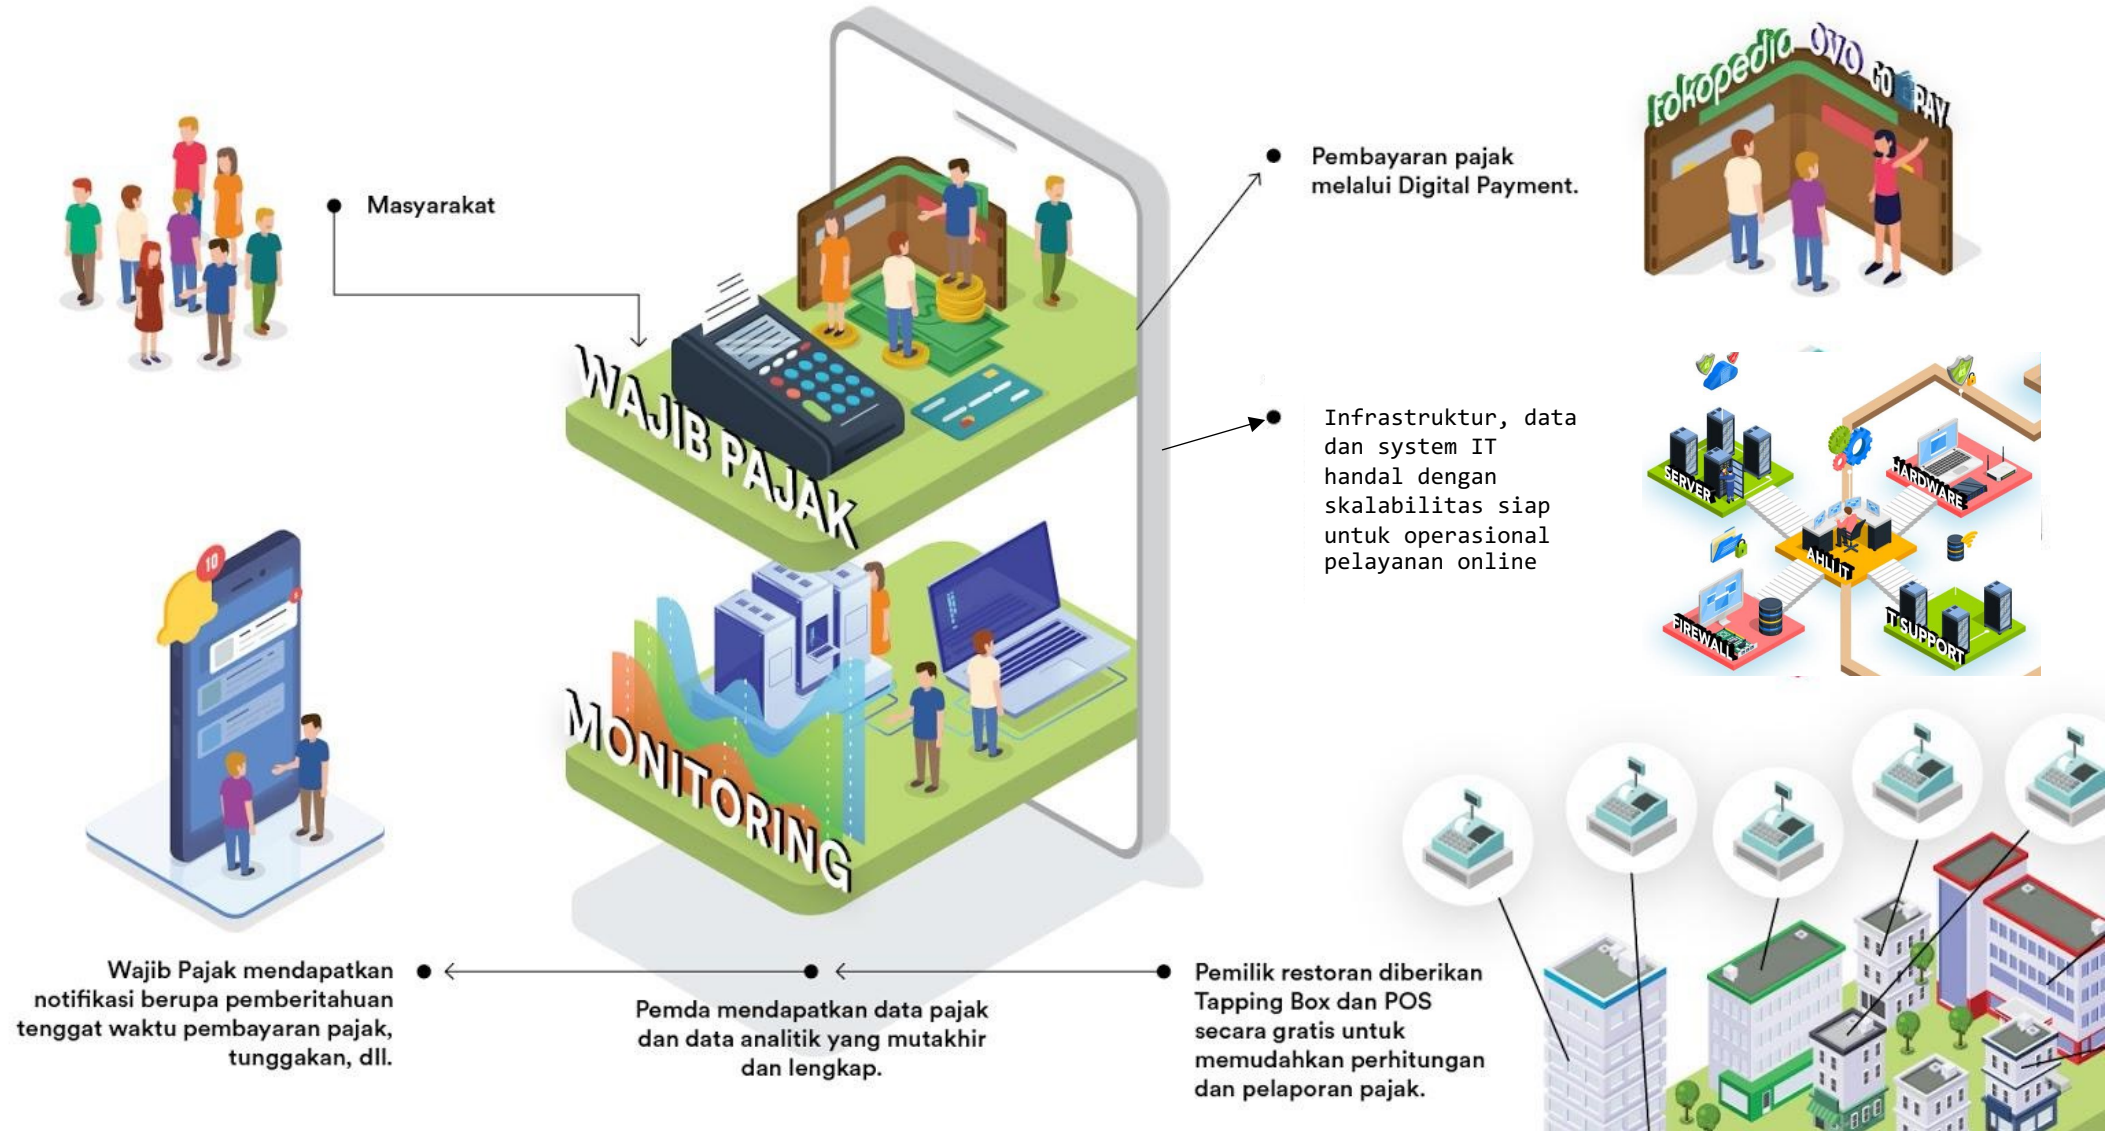 Masyarakat
WAJIB PAJAK
MONITORING
Pembayaran pajak
melalui Digital Payment.
tokopedia OVO GO PAY
Infrastruktur, data
dan system IT
handal dengan
skalabilitas siap
untuk operasional
pelayanan online
SERVER
HARDWARE
AHLI IT
FIREWALL
IT SUPPORT
10
Wajib Pajak mendapatkan
notifikasi berupa pemberitahuan
tenggat waktu pembayaran pajak,
tunggakan, dll.
Pemda mendapatkan data pajak
dan data analitik yang mutakhir
dan lengkap.
Pemilik restoran diberikan
Tapping Box dan POS
secara gratis untuk
memudahkan perhitungan
dan pelaporan pajak.